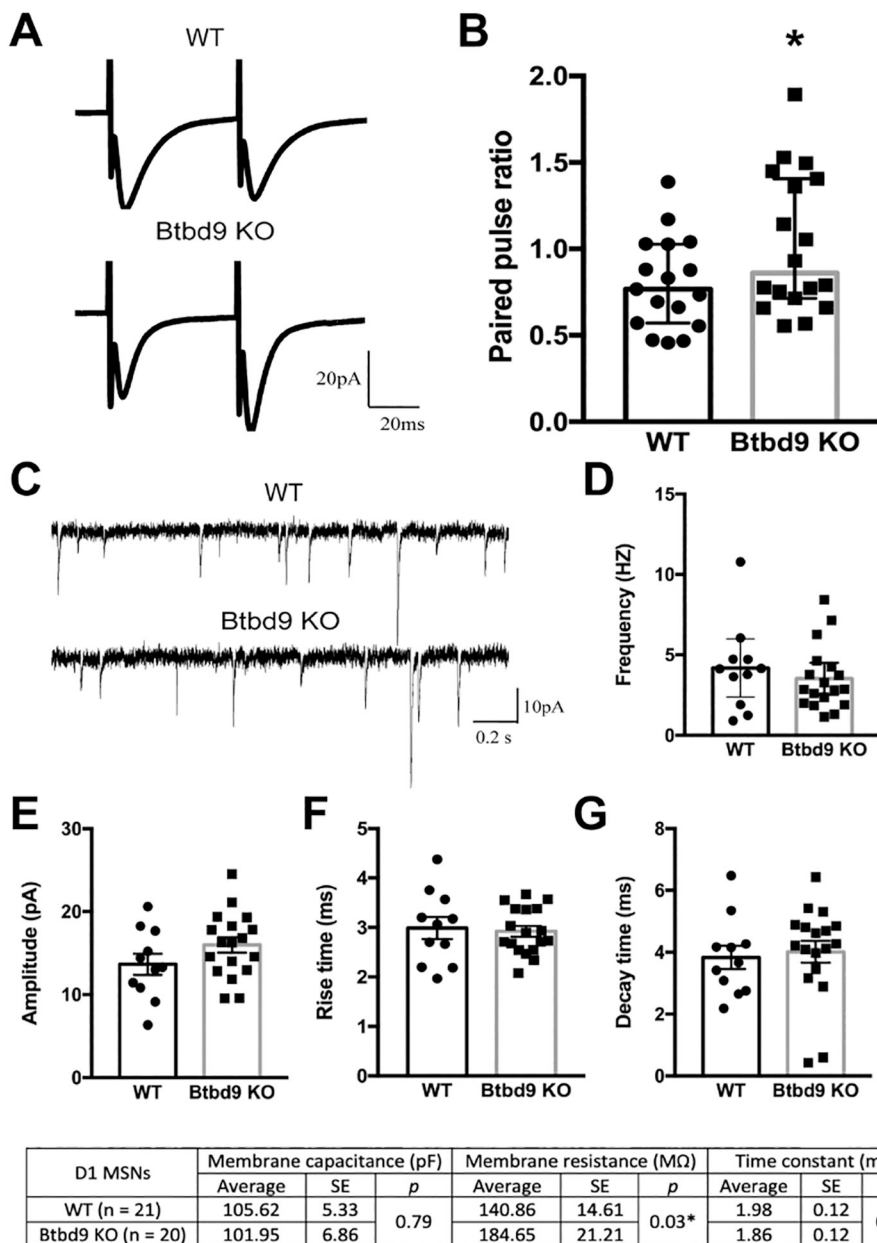 A
WT
Btbd9 KO
20pA
20ms
B
*
Paired pulse ratio
2.0
1.5
1.0
0.5
0.0
WT Btbd9 KO
C
WT
Btbd9 KO
10pA
0.2 s
D
Frequency (HZ)
15
10
5
0
WT Btbd9 KO
E
Amplitude (pA)
30
20
10
0
WT Btbd9 KO
F
Rise time (ms)
5
4
3
2
1
0
WT Btbd9 KO
G
Decay time (ms)
8
6
4
2
0
WT Btbd9 KO
D1 MSNs Membrane capacitance (pF) Membrane resistance (MΩ) Time constant (m
Average SE p Average SE p Average SE
WT (n = 21) 105.62 5.33 0.79 140.86 14.61 0.03* 1.98 0.12
Btbd9 KO (n = 20) 101.95 6.86 184.65 21.21 1.86 0.12